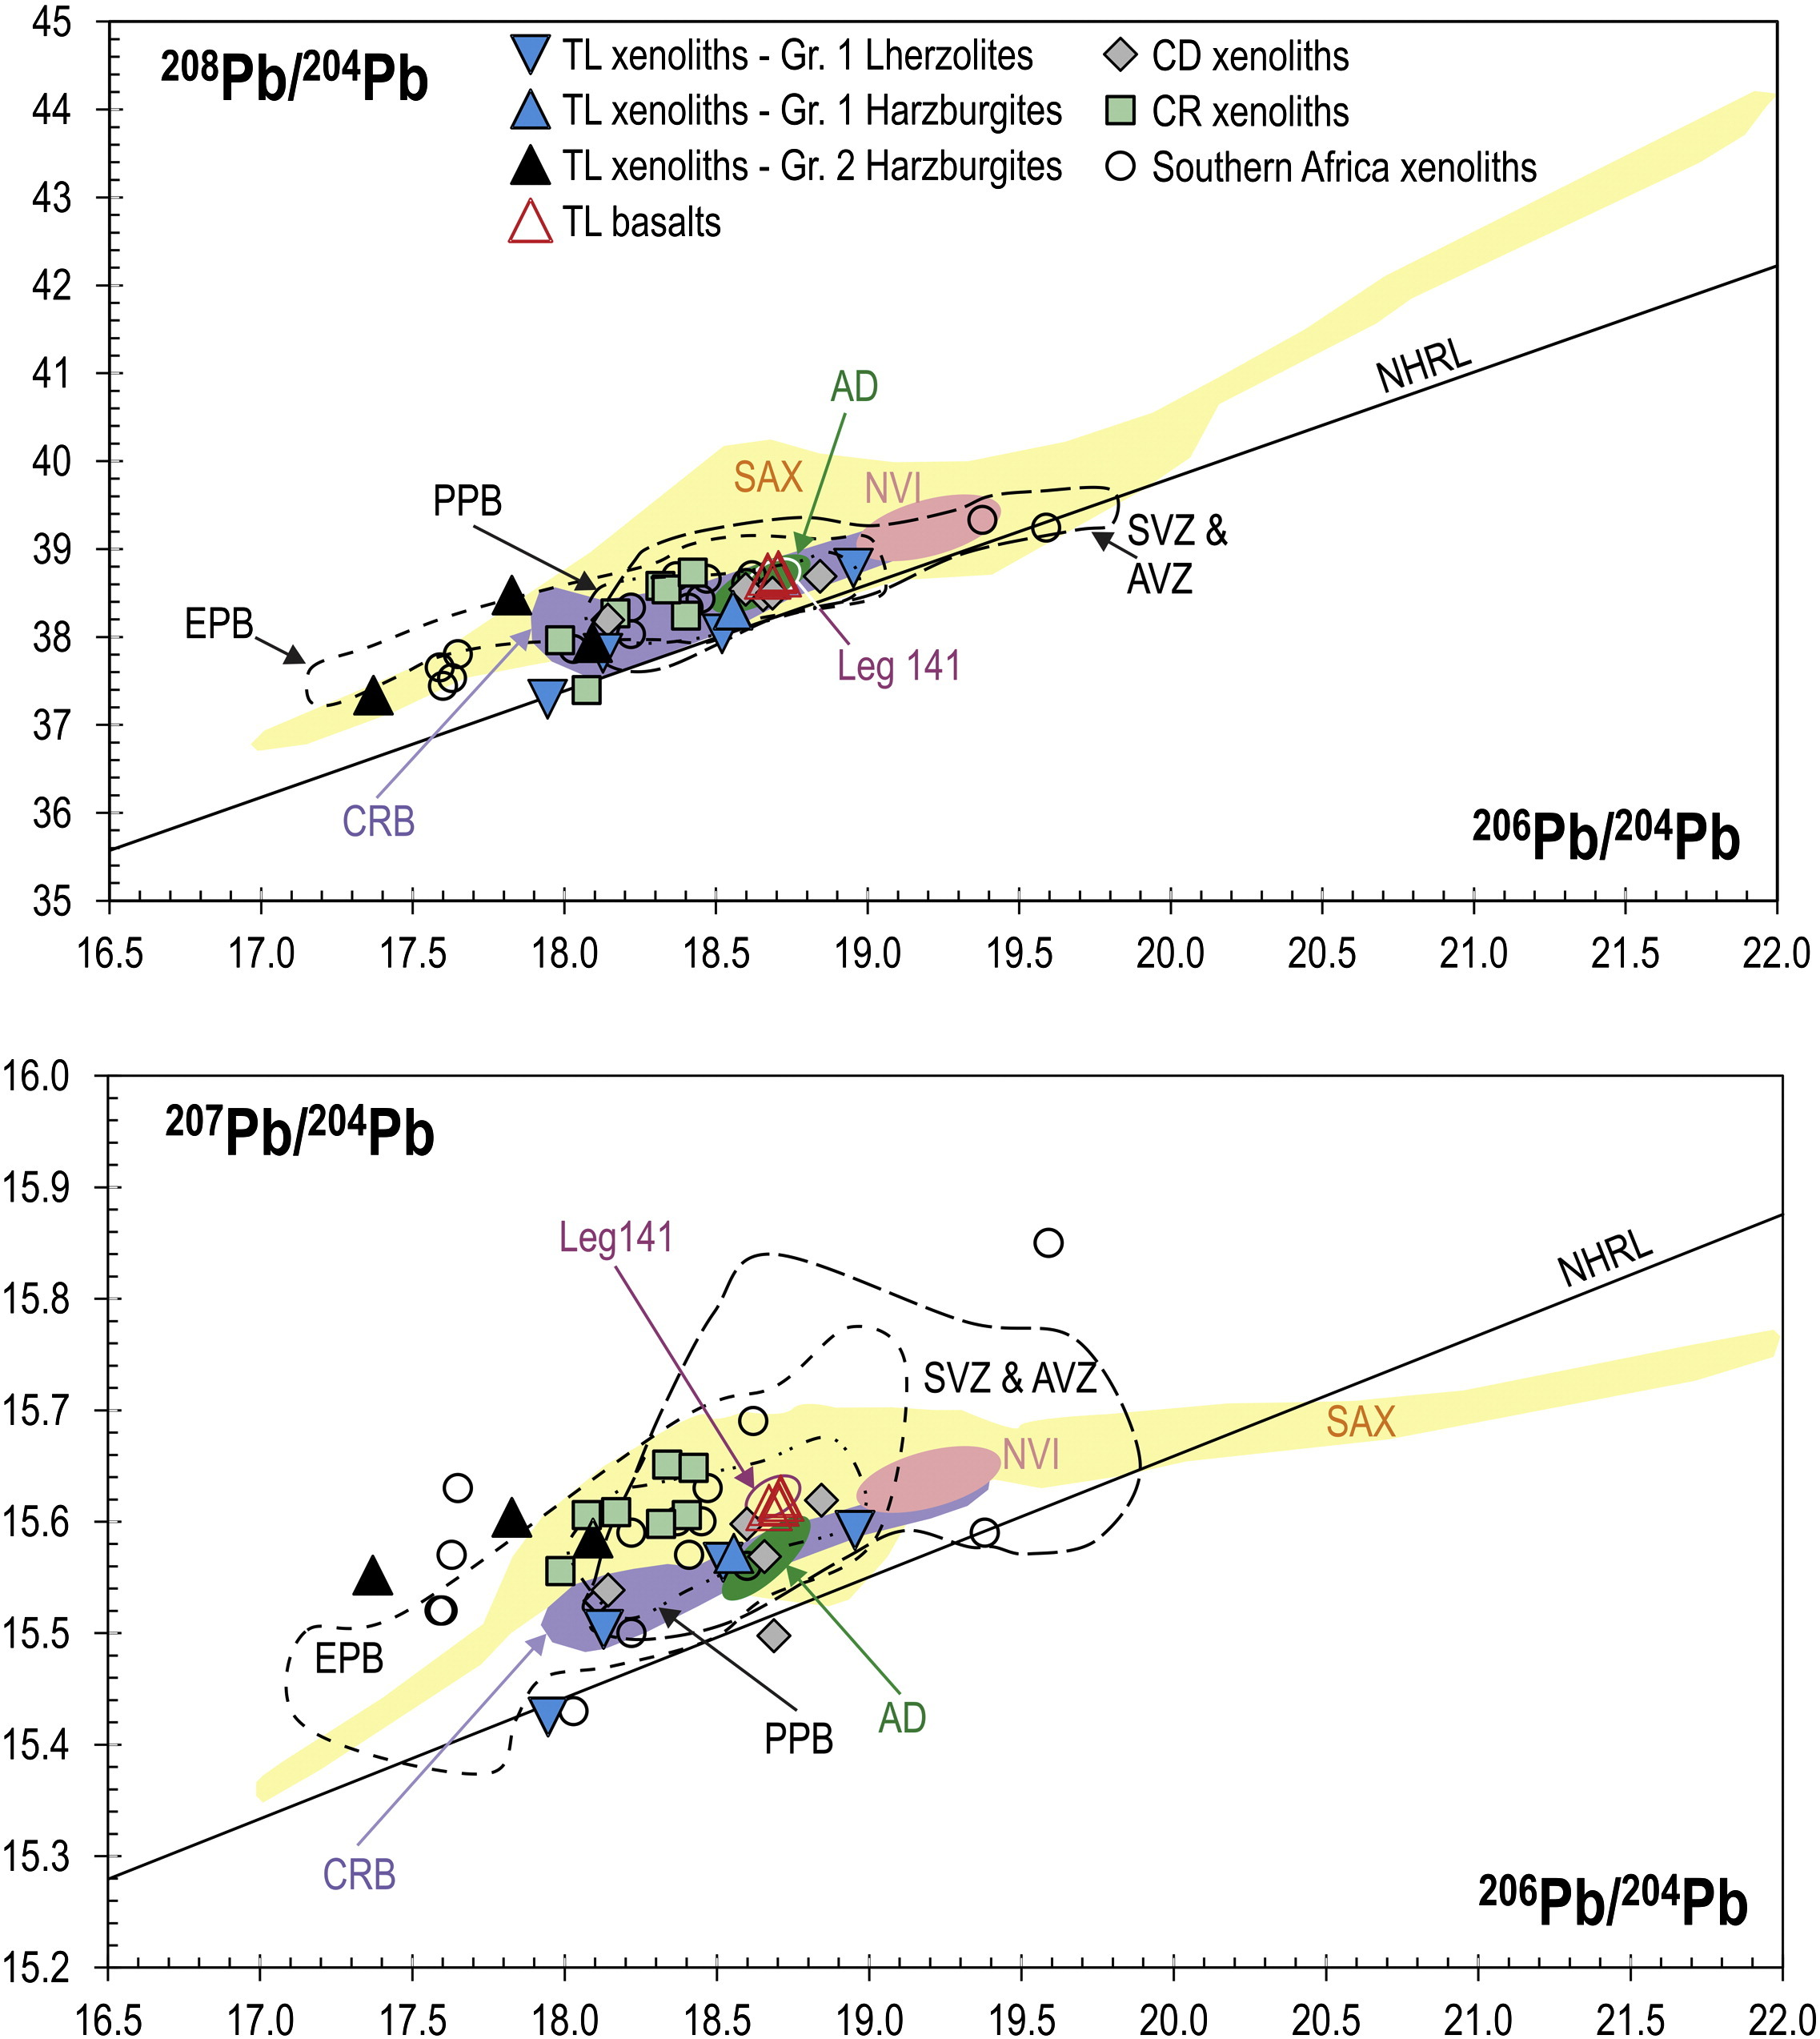 45
44
43
42
41
40
39
38
37
36
35
²⁰⁸Pb/²⁰⁴Pb
TL xenoliths - Gr. 1 Lherzolites
TL xenoliths - Gr. 1 Harzburgites
TL xenoliths - Gr. 2 Harzburgites
TL basalts
CD xenoliths
CR xenoliths
Southern Africa xenoliths
NHRL
AD
SAX
NVI
PPB
SVZ &
AVZ
EPB
Leg 141
CRB
²⁰⁶Pb/²⁰⁴Pb
16.5 17.0 17.5 18.0 18.5 19.0 19.5 20.0 20.5 21.0 21.5 22.0
16.0
15.9
15.8
15.7
15.6
15.5
15.4
15.3
15.2
²⁰⁷Pb/²⁰⁴Pb
Leg141
NHRL
SVZ & AVZ
SAX
NVI
EPB
AD
PPB
CRB
²⁰⁶Pb/²⁰⁴Pb
16.5 17.0 17.5 18.0 18.5 19.0 19.5 20.0 20.5 21.0 21.5 22.0